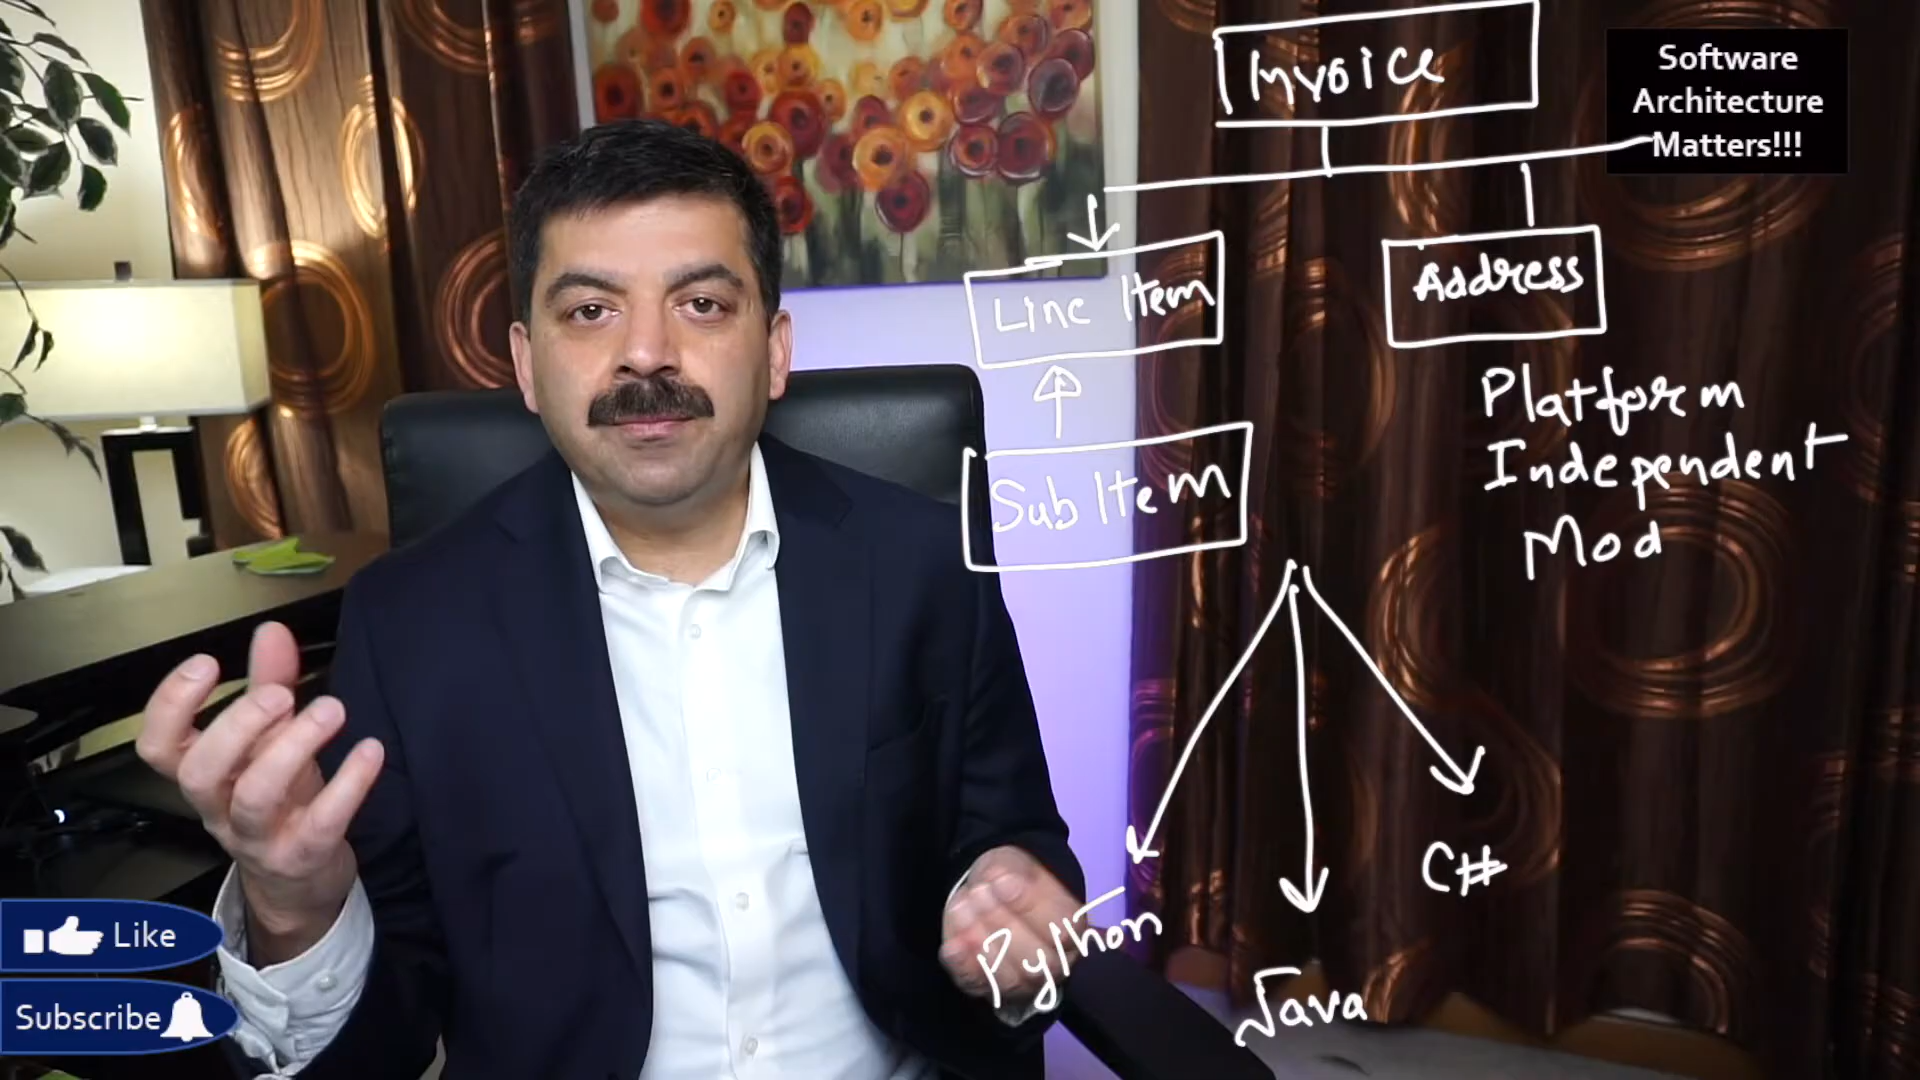 Invoice
Software
Architecture
Matters!!!
Line Item
Address
Platform
Independent
Mod
Sub Item
C#
Python
Java
Like
Subscribe